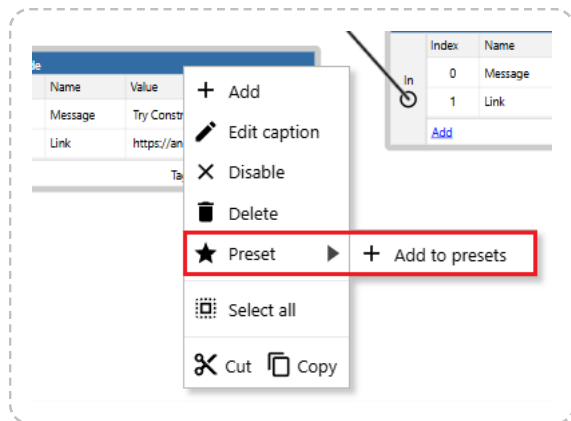 de
Name Value
Message Try Constr
Link https://an
Ta
Index Name
In
0 Message
1 Link
Add
Add
Edit caption
Disable
Delete
Preset
Add to presets
Select all
Cut Copy